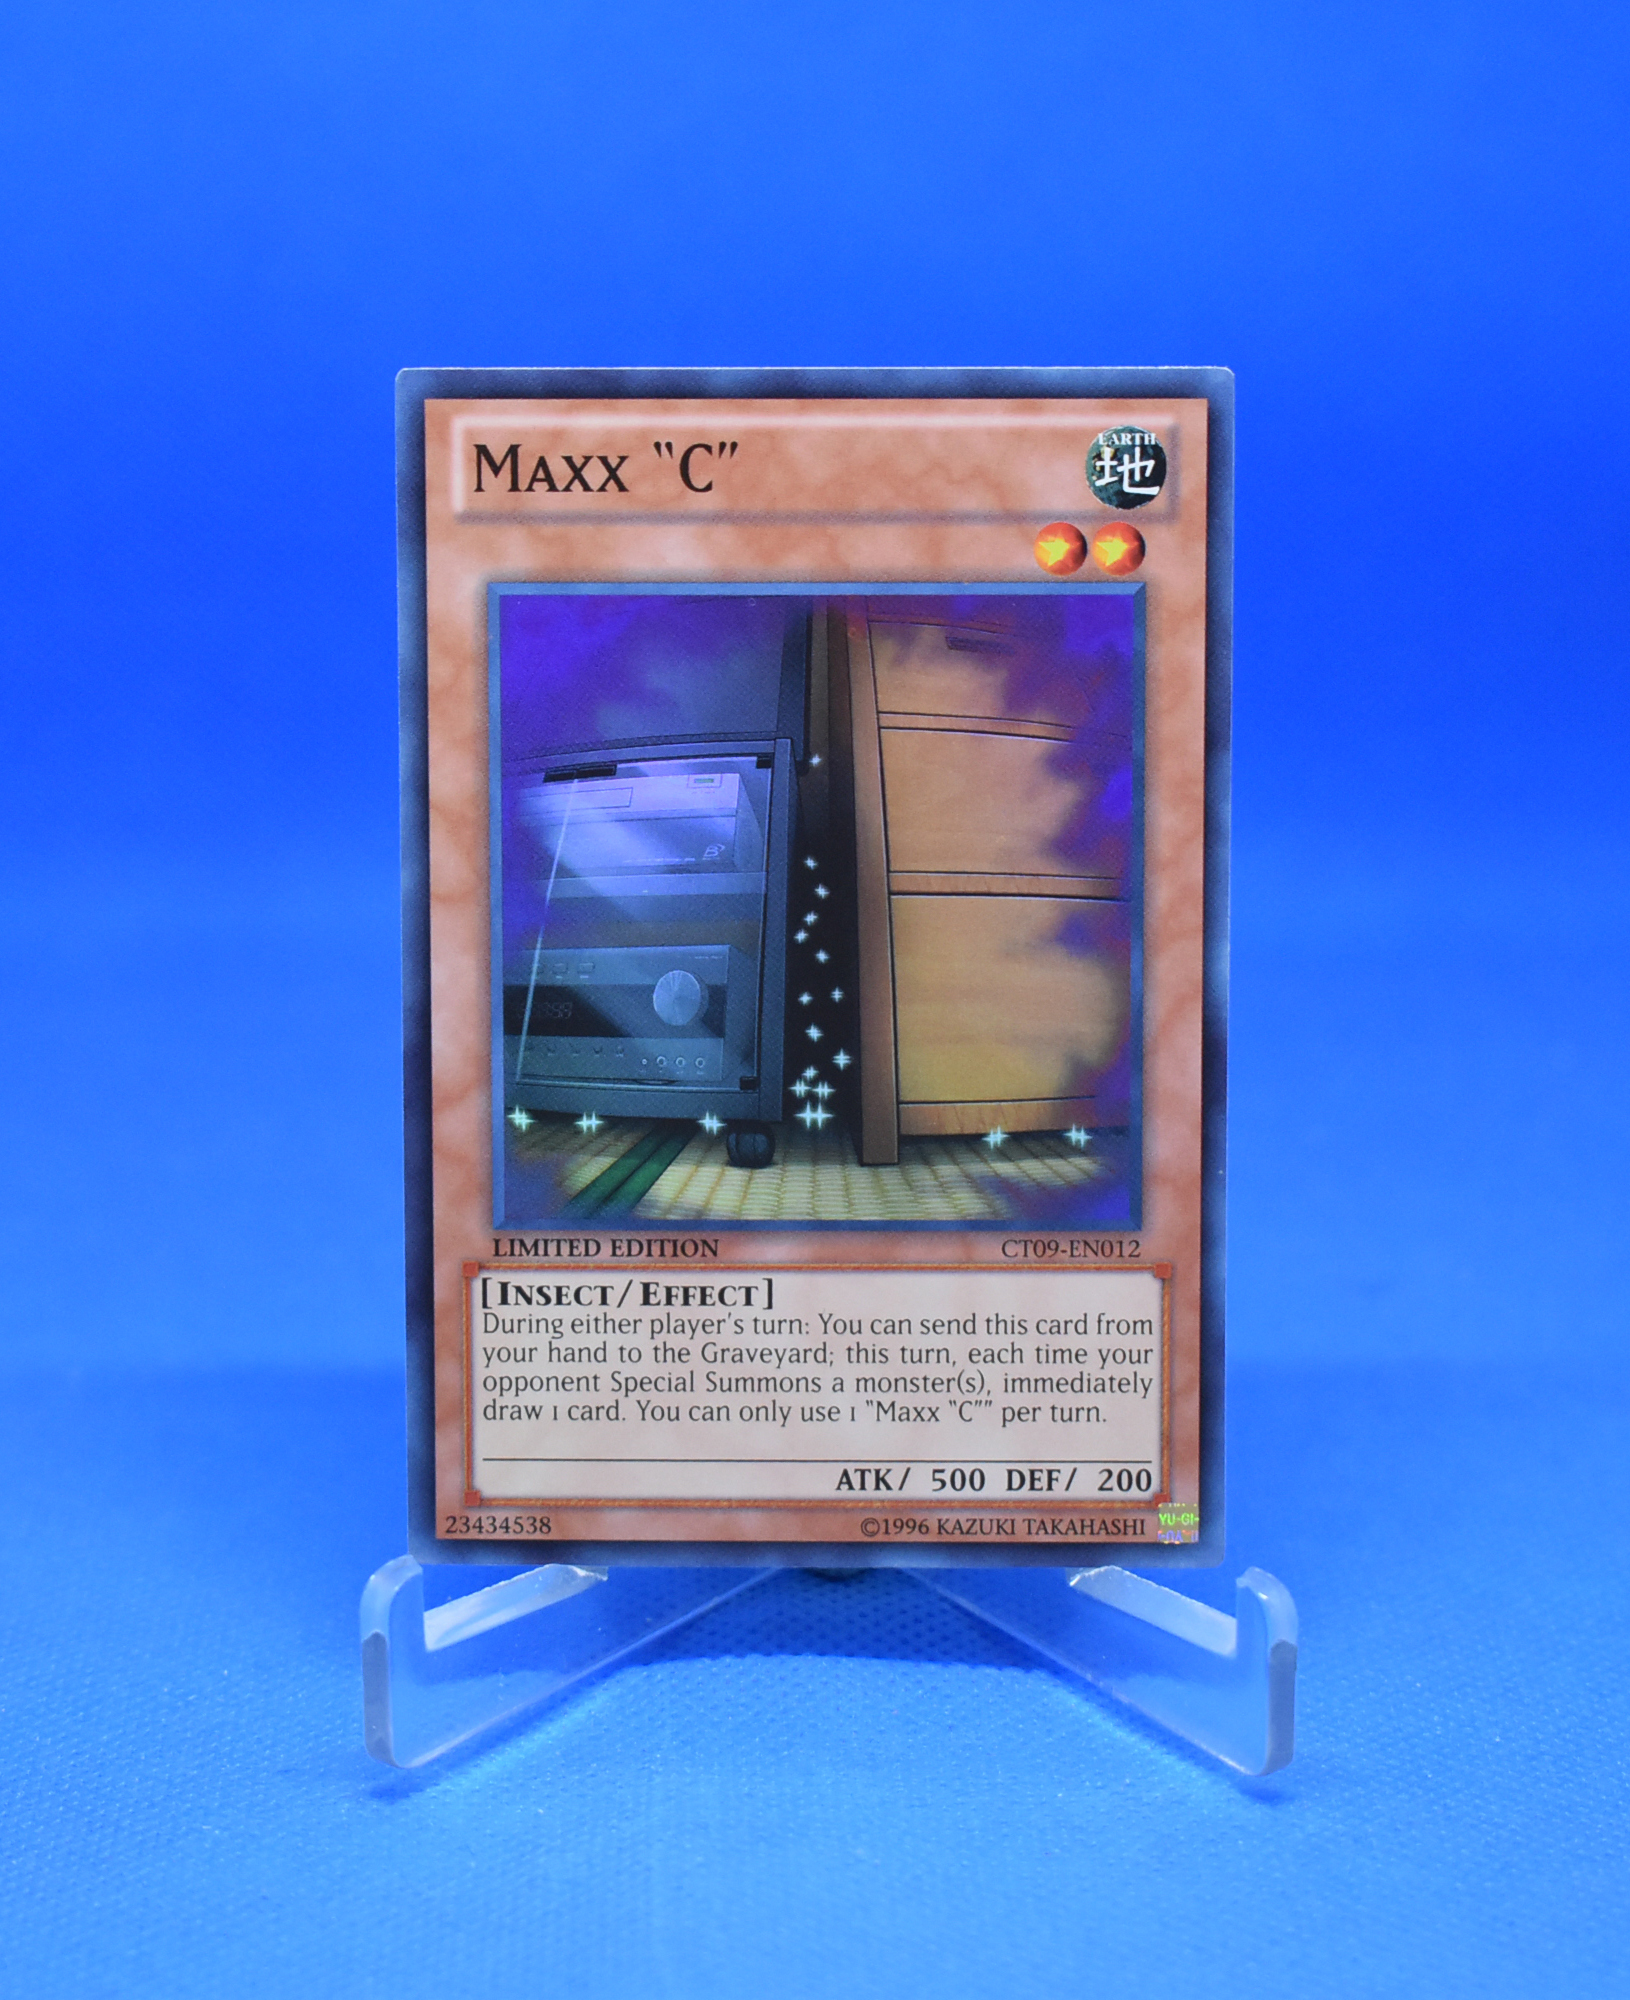 Maxx "C"
EARTH
地
LIMITED EDITION
CT09-EN012
[Insect/Effect]
During either player's turn: You can send this card from
your hand to the Graveyard; this turn, each time your
opponent Special Summons a monster(s), immediately
draw 1 card. You can only use 1 "Maxx "C"" per turn.
ATK/ 500 DEF/ 200
23434538
©1996 KAZUKI TAKAHASHI
YU-GI-